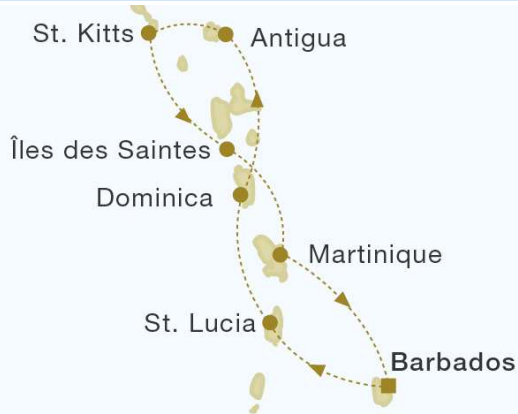 St. Kitts
Antigua
Îles des Saintes
Dominica
Martinique
St. Lucia
Barbados